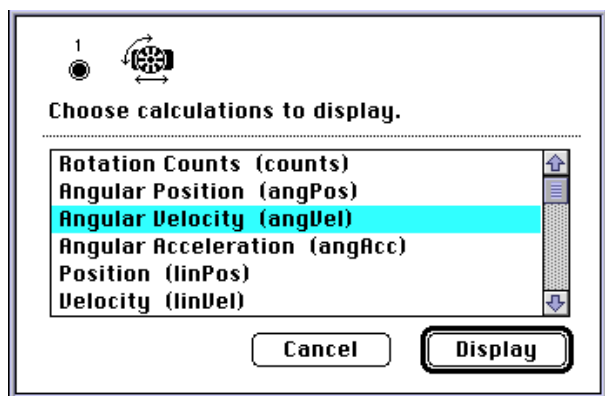 1
Choose calculations to display.
Rotation Counts (counts)
Angular Position (angPos)
Angular Velocity (angVel)
Angular Acceleration (angAcc)
Position (linPos)
Velocity (linVel)
Cancel Display